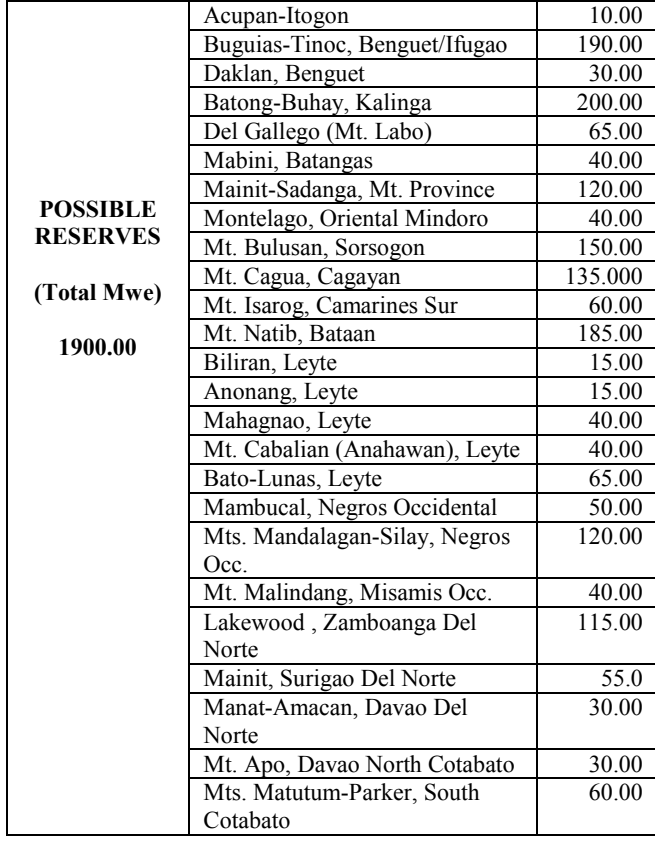 POSSIBLE
RESERVES
(Total Mwe)
1900.00
Acupan-Itogon 10.00
Buguias-Tinoc, Benguet/Ifugao 190.00
Daklan, Benguet 30.00
Batong-Buhay, Kalinga 200.00
Del Gallego (Mt. Labo) 65.00
Mabini, Batangas 40.00
Mainit-Sadanga, Mt. Province 120.00
Montelago, Oriental Mindoro 40.00
Mt. Bulusan, Sorsogon 150.00
Mt. Cagua, Cagayan 135.000
Mt. Isarog, Camarines Sur 60.00
Mt. Natib, Bataan 185.00
Biliran, Leyte 15.00
Anonang, Leyte 15.00
Mahagnao, Leyte 40.00
Mt. Cabalian (Anahawan), Leyte 40.00
Bato-Lunas, Leyte 65.00
Mambucal, Negros Occidental 50.00
Mts. Mandalagan-Silay, Negros 120.00
Occ.
Mt. Malindang, Misamis Occ. 40.00
Lakewood , Zamboanga Del 115.00
Norte
Mainit, Surigao Del Norte 55.0
Manat-Amacan, Davao Del 30.00
Norte
Mt. Apo, Davao North Cotabato 30.00
Mts. Matutum-Parker, South 60.00
Cotabato